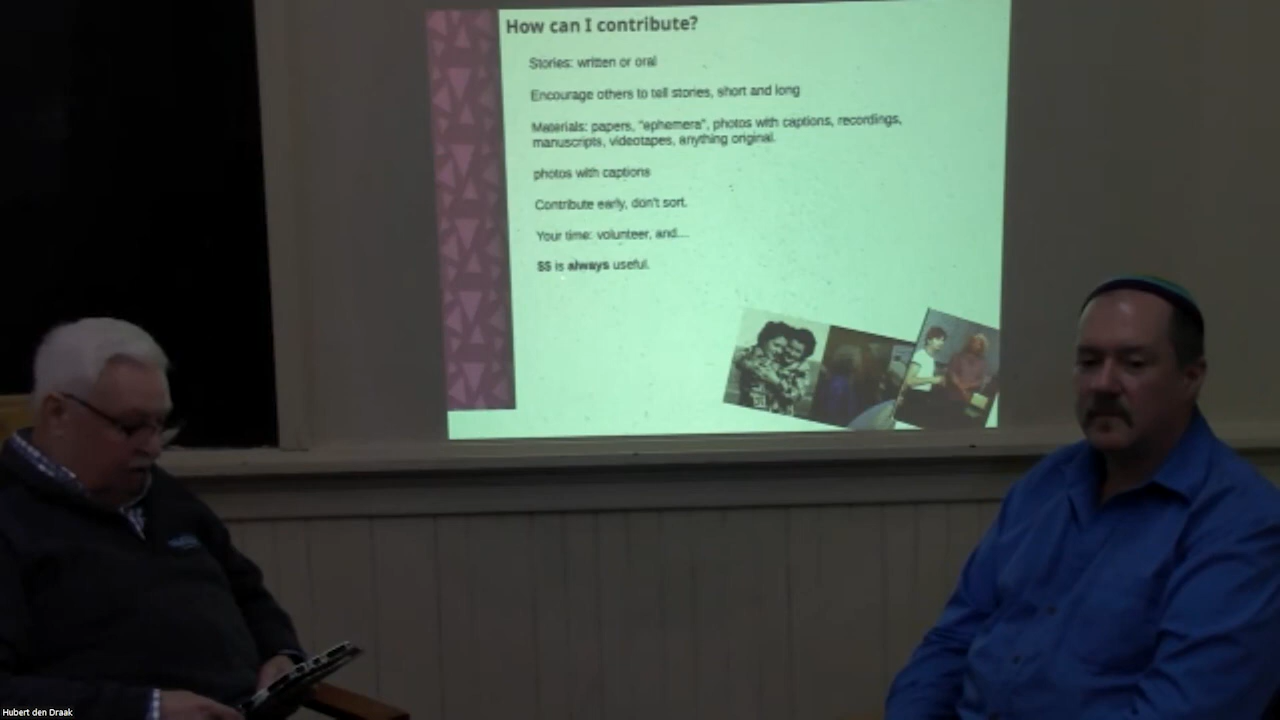 How can I contribute?
Stories: written or oral
Encourage others to tell stories, short and long
Materials: papers, "ephemera", photos with captions, recordings,
manuscripts, videotapes, anything original.
photos with captions
Contribute early, don't sort.
Your time: volunteer, and....
$$ is always useful.
Hubert den Draak